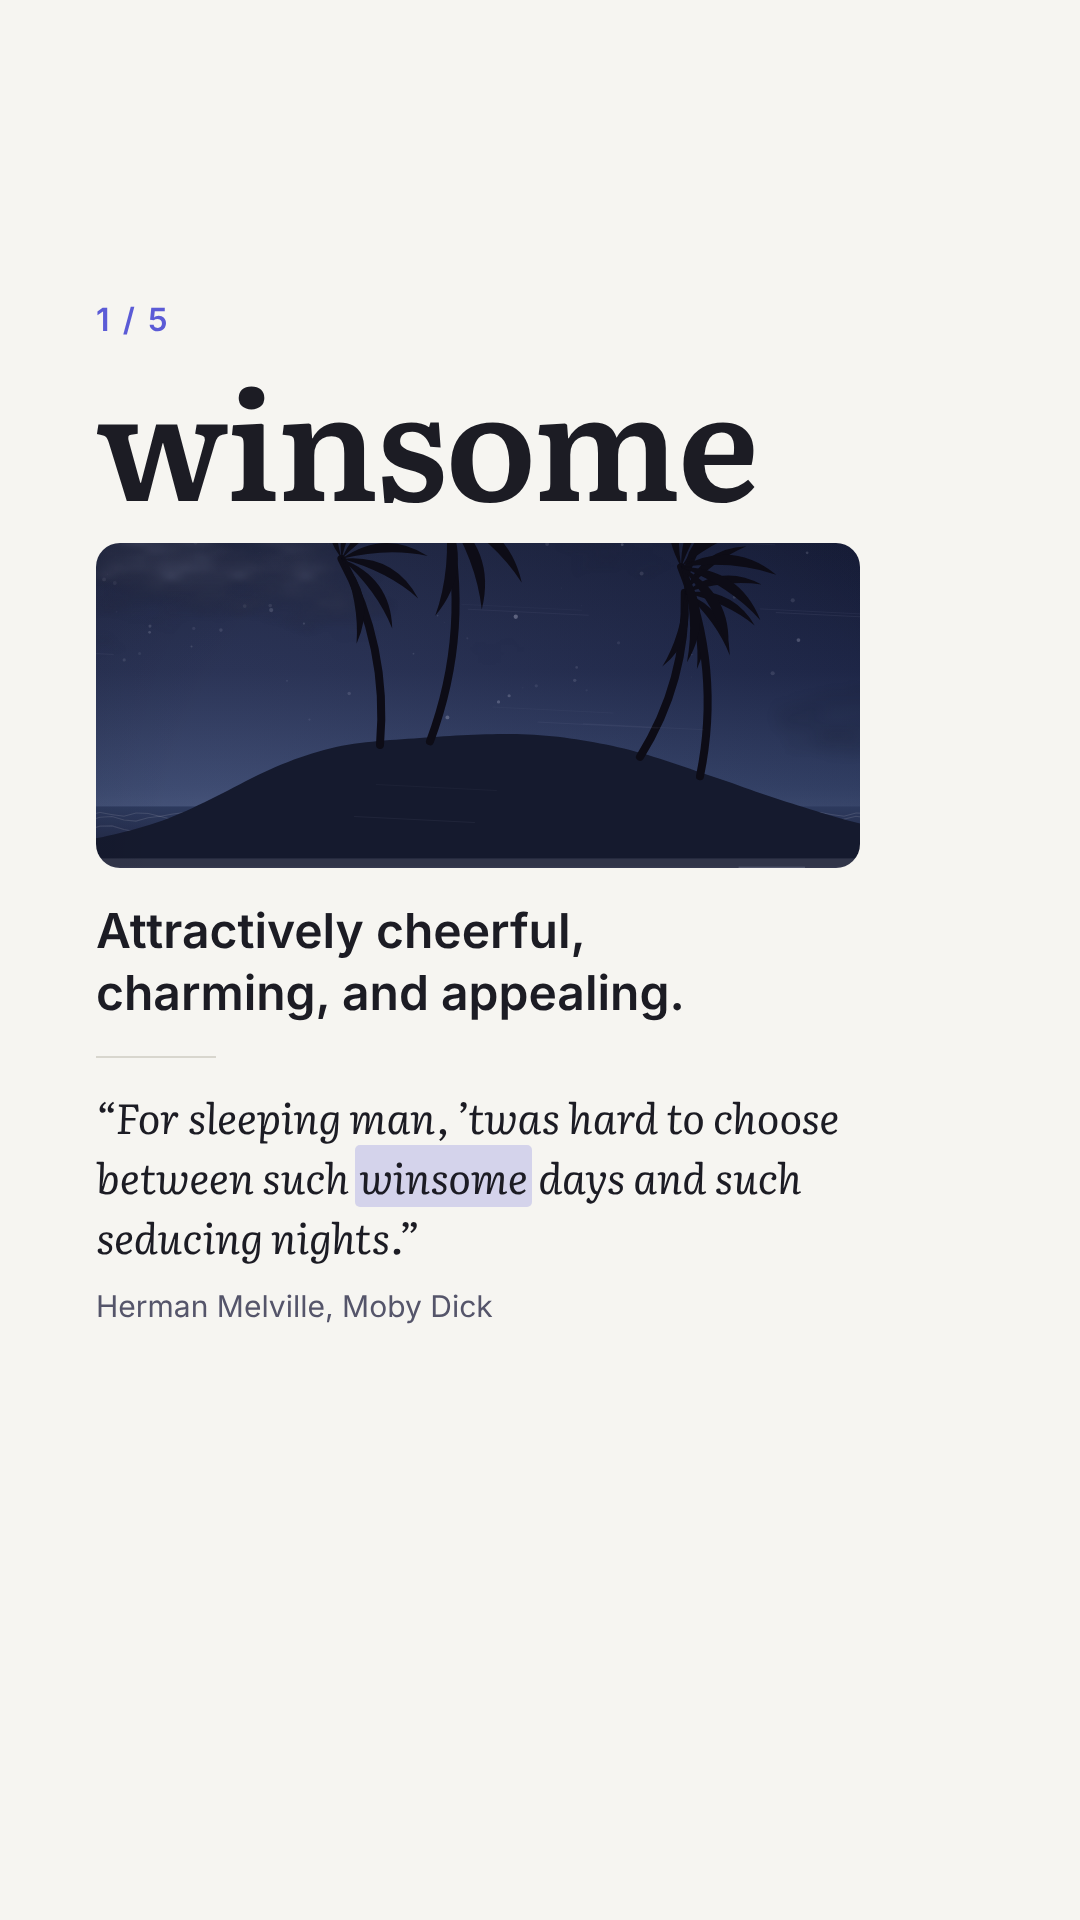 1 / 5
winsome
Attractively cheerful,
charming, and appealing.
“For sleeping man, ’twas hard to choose
between such winsome days and such
seducing nights.”
Herman Melville, Moby Dick